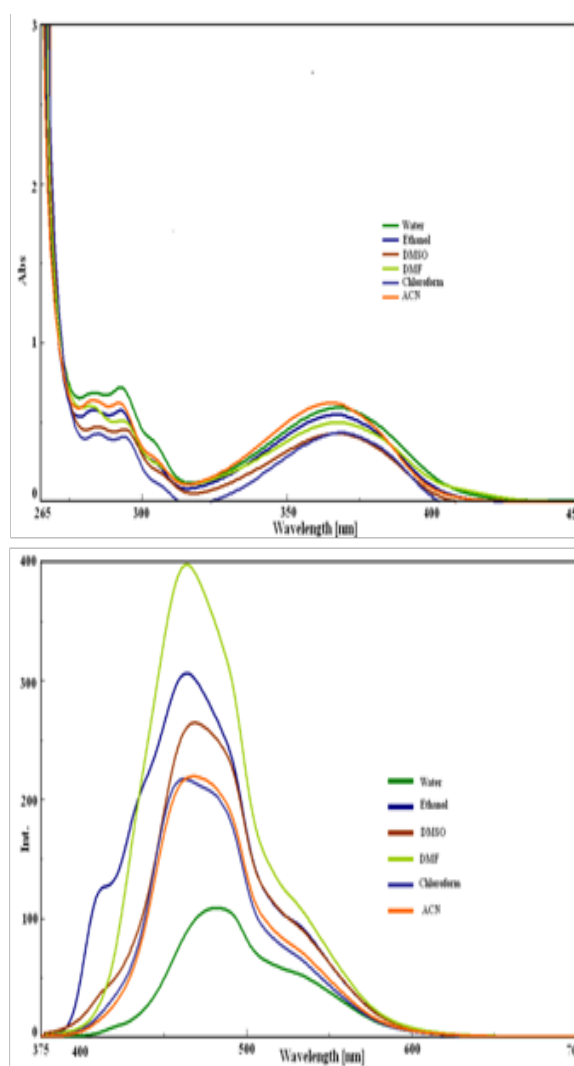 3
2
Abs
1
0
Water
Ethanol
DMSO
DMF
Chloroform
ACN
265 300 350 400
Wavelength [nm]
400
300
200
Int.
100
0
Water
Ethanol
DMSO
DMF
Chloroform
ACN
375 400 500 600
Wavelength [nm]